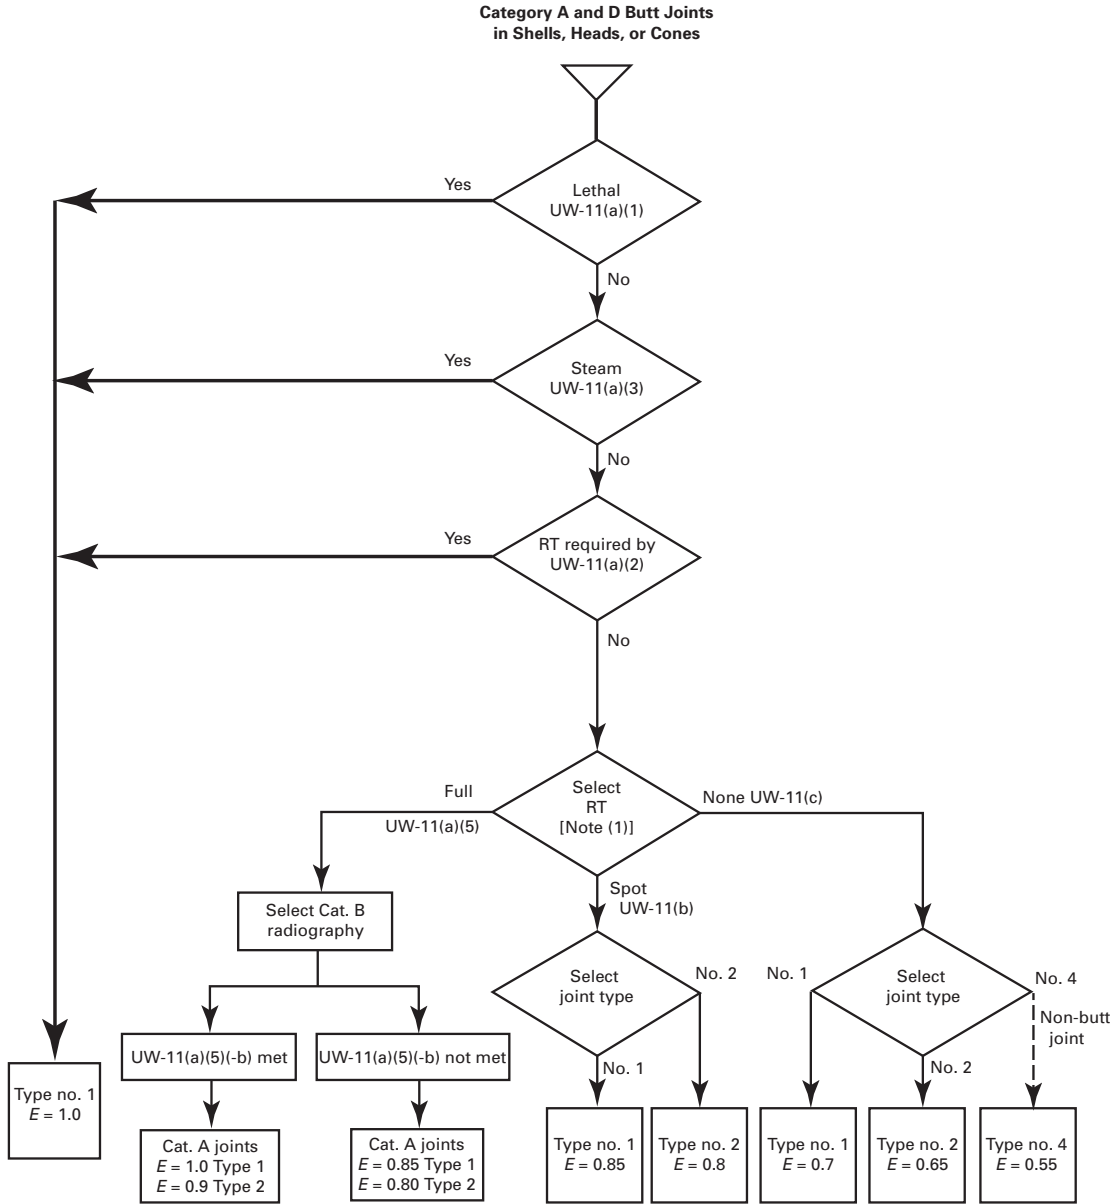 Category A and D Butt Joints
in Shells, Heads, or Cones
Yes
Lethal
UW-11(a)(1)
No
Yes
Steam
UW-11(a)(3)
No
Yes
RT required by
UW-11(a)(2)
No
Full
UW-11(a)(5)
Select
RT
[Note (1)]
None UW-11(c)
Spot
UW-11(b)
Select Cat. B
radiography
Select
joint type
No. 2
No. 1
No. 1
Select
joint type
No. 4
Non-butt
joint
No. 2
UW-11(a)(5)(-b) met
UW-11(a)(5)(-b) not met
Type no. 1
E = 1.0
Cat. A joints
E = 1.0 Type 1
E = 0.9 Type 2
Cat. A joints
E = 0.85 Type 1
E = 0.80 Type 2
Type no. 1
E = 0.85
Type no. 2
E = 0.8
Type no. 1
E = 0.7
Type no. 2
E = 0.65
Type no. 4
E = 0.55